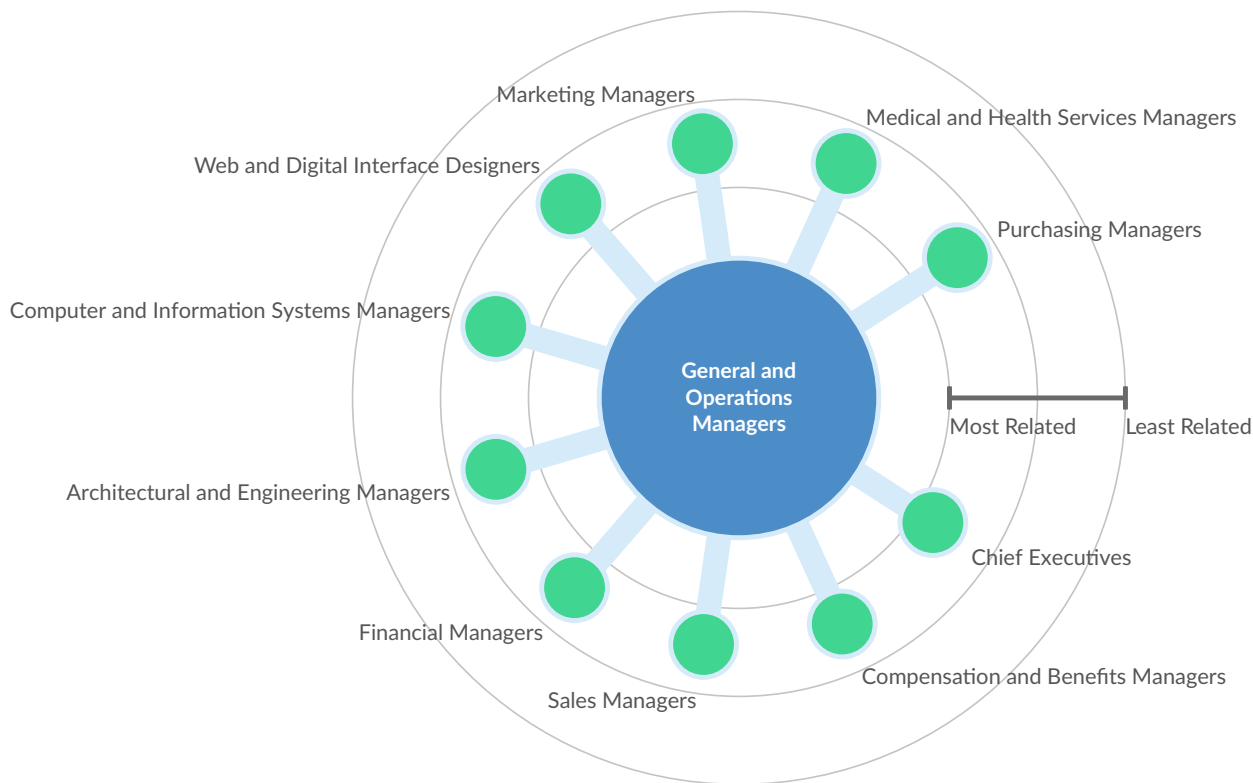 Marketing Managers
Medical and Health Services Managers
Web and Digital Interface Designers
Purchasing Managers
Computer and Information Systems Managers
General and
Operations
Managers
Most Related
Least Related
Architectural and Engineering Managers
Chief Executives
Financial Managers
Compensation and Benefits Managers
Sales Managers